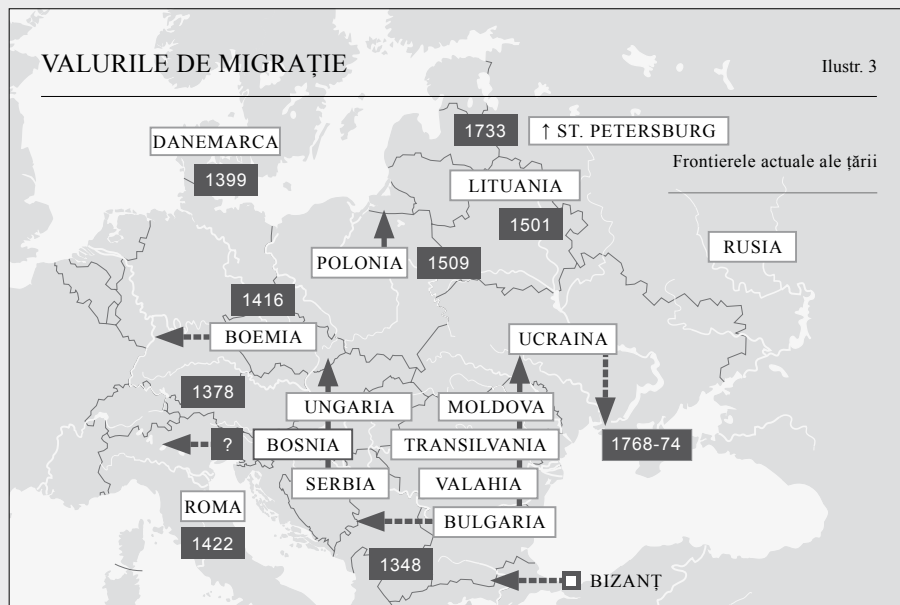 VALURILE DE MIGRAȚIE
Ilustr. 3
1733
↑ ST. PETERSBURG
DANEMARCA
Frontierele actuale ale țării
1399
LITUANIA
1501
RUSIA
POLONIA
1509
1416
BOEMIA
UCRAINA
1378
UNGARIA
MOLDOVA
?
BOSNIA
TRANSILVANIA
1768-74
SERBIA
VALAHIA
ROMA
BULGARIA
1422
1348
BIZANȚ